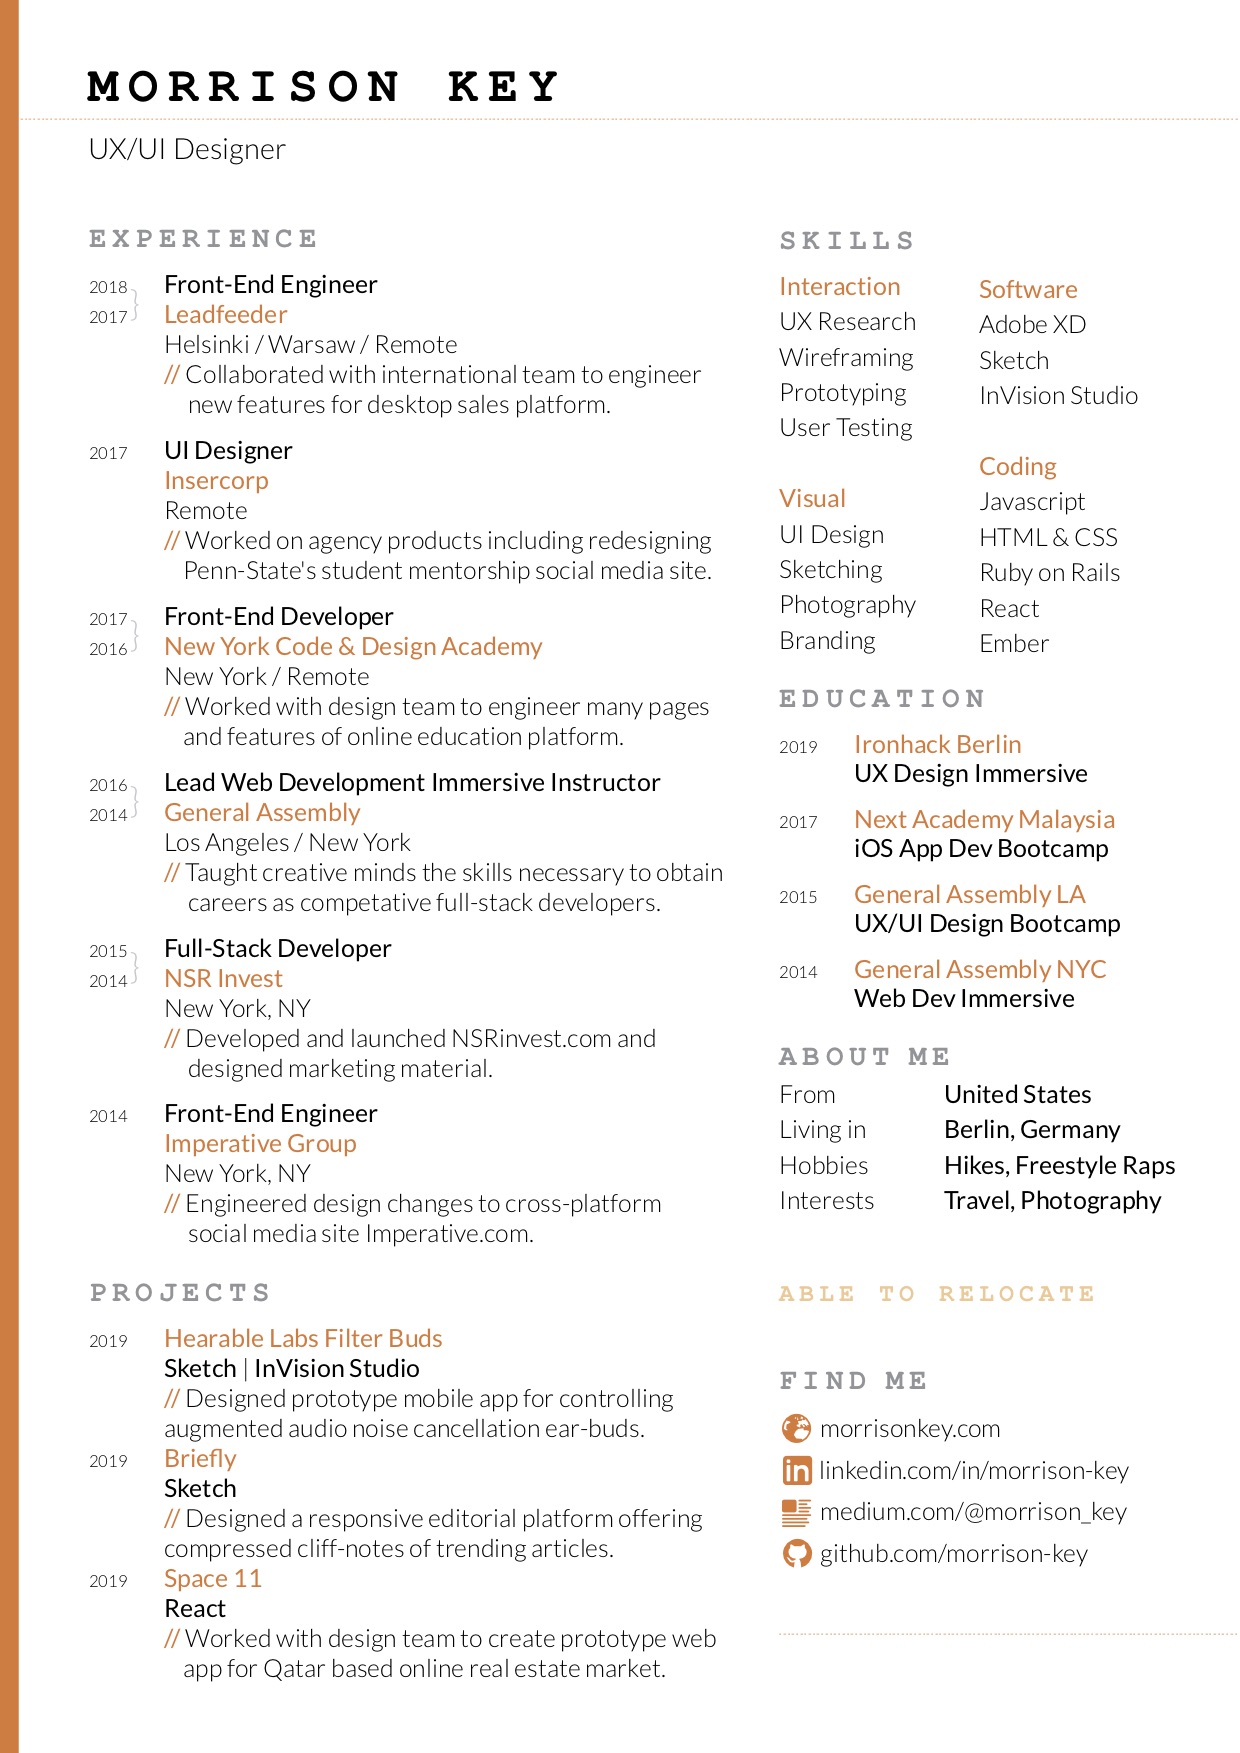 MORRISON KEY
UX/UI Designer
EXPERIENCE
2018 Front-End Engineer
2017 Leadfeeder
Helsinki / Warsaw / Remote
// Collaborated with international team to engineer
new features for desktop sales platform.
2017 UI Designer
Insercorp
Remote
// Worked on agency products including redesigning
Penn-State's student mentorship social media site.
2017 Front-End Developer
2016 New York Code & Design Academy
New York / Remote
// Worked with design team to engineer many pages
and features of online education platform.
2016 Lead Web Development Immersive Instructor
2014 General Assembly
Los Angeles / New York
// Taught creative minds the skills necessary to obtain
careers as competative full-stack developers.
2015 Full-Stack Developer
2014 NSR Invest
New York, NY
// Developed and launched NSRinvest.com and
designed marketing material.
2014 Front-End Engineer
Imperative Group
New York, NY
// Engineered design changes to cross-platform
social media site Imperative.com.
PROJECTS
2019 Hearable Labs Filter Buds
Sketch | InVision Studio
// Designed prototype mobile app for controlling
augmented audio noise cancellation ear-buds.
2019 Briefly
Sketch
// Designed a responsive editorial platform offering
compressed cliff-notes of trending articles.
2019 Space 11
React
// Worked with design team to create prototype web
app for Qatar based online real estate market.
SKILLS
Interaction
UX Research
Wireframing
Prototyping
User Testing
Visual
UI Design
Sketching
Photography
Branding
Software
Adobe XD
Sketch
InVision Studio
Coding
Javascript
HTML & CSS
Ruby on Rails
React
Ember
EDUCATION
2019 Ironhack Berlin
UX Design Immersive
2017 Next Academy Malaysia
iOS App Dev Bootcamp
2015 General Assembly LA
UX/UI Design Bootcamp
2014 General Assembly NYC
Web Dev Immersive
ABOUT ME
From United States
Living in Berlin, Germany
Hobbies Hikes, Freestyle Raps
Interests Travel, Photography
ABLE TO RELOCATE
FIND ME
morrisonkey.com
in linkedin.com/in/morrison-key
medium.com/@morrison_key
github.com/morrison-key